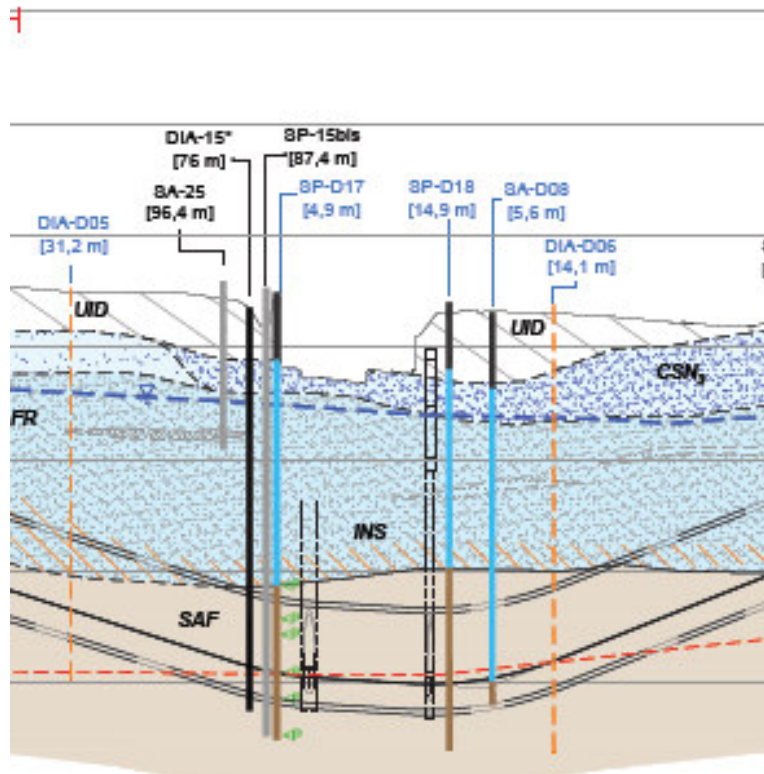 DIA-15*
[76 m]
SP-15bis
[87,4 m]
SA-25
[96,4 m]
SP-D17
[4,9 m]
SP-D18
[14,9 m]
SA-D08
[5,6 m]
DIA-D05
[31,2 m]
DIA-D06
[14,1 m]
UID
UID
CSN₃
FR
INS
SAF